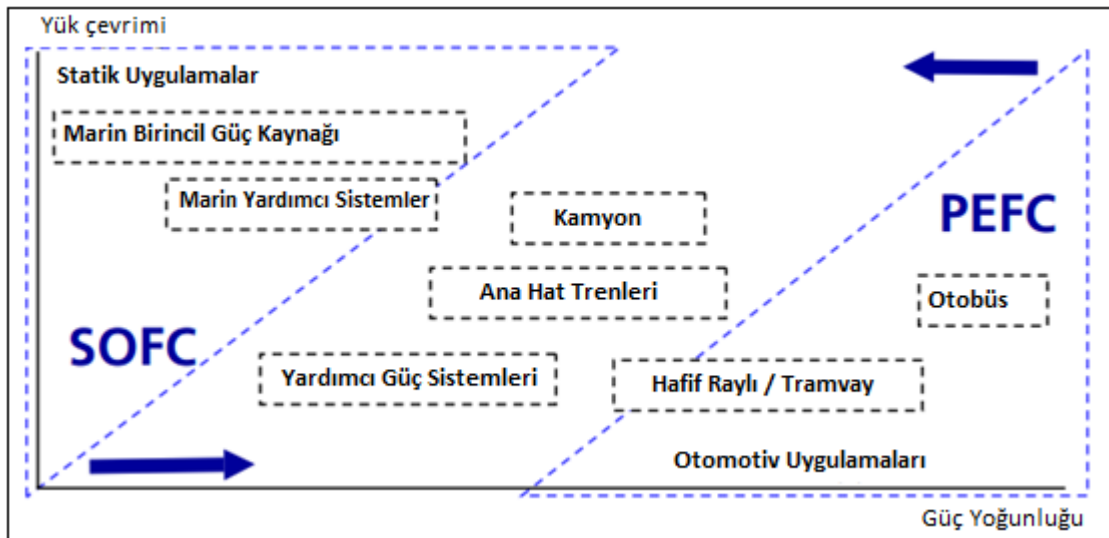 Yük çevrimi
Statik Uygulamalar
Marin Birincil Güç Kaynağı
Marin Yardımcı Sistemler
Kamyon
PEFC
Ana Hat Trenleri
Otobüs
SOFC
Yardımcı Güç Sistemleri
Hafif Raylı / Tramvay
Otomotiv Uygulamaları
Güç Yoğunluğu